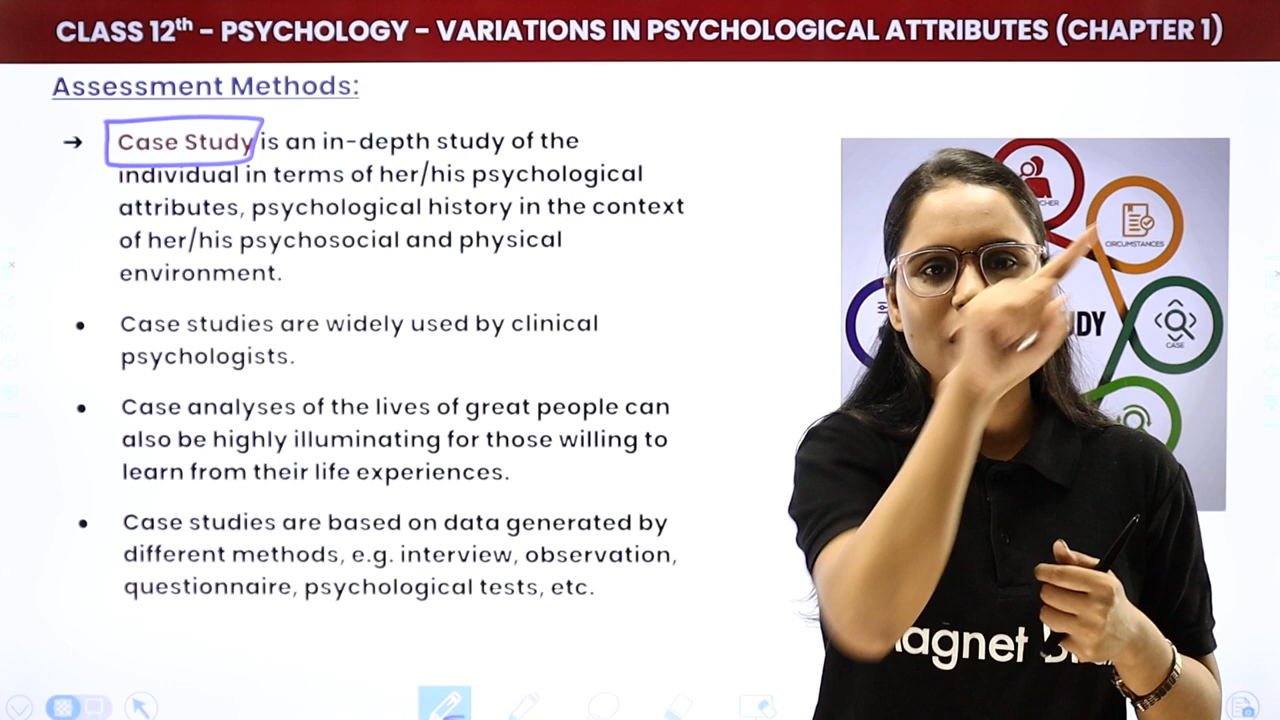 CLASS 12th - PSYCHOLOGY - VARIATIONS IN PSYCHOLOGICAL ATTRIBUTES (CHAPTER 1)
Assessment Methods:
→ Case Study is an in-depth study of the
individual in terms of her/his psychological
attributes, psychological history in the context
of her/his psychosocial and physical
environment.
• Case studies are widely used by clinical
psychologists.
• Case analyses of the lives of great people can
also be highly illuminating for those willing to
learn from their life experiences.
• Case studies are based on data generated by
different methods, e.g. interview, observation,
questionnaire, psychological tests, etc.
CIRCUMSTANCES
CASE